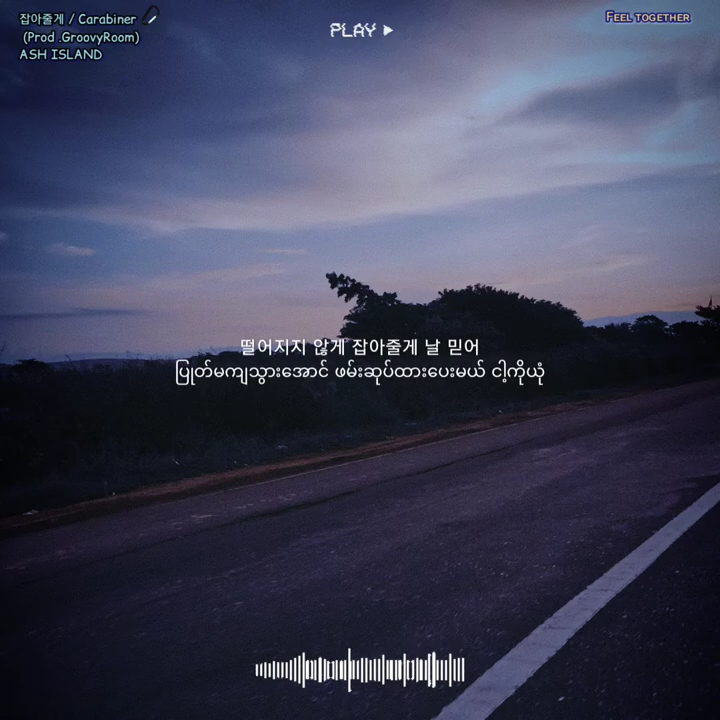 잡아줄게 / Carabiner
(Prod .GroovyRoom)
ASH ISLAND
PLAY
FEEL TOGETHER
떨어지지 않게 잡아줄게 날 믿어
ပြုတ်မကျသွားအောင် ဖမ်းဆုပ်ထားပေးမယ် ငါ့ကိုယုံ